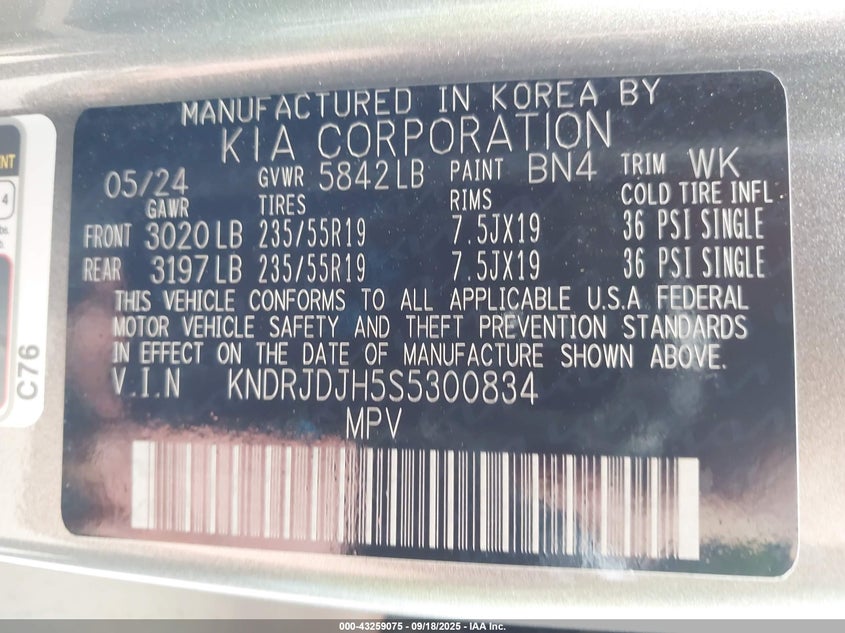 MANUFACTURED IN KOREA BY
KIA CORPORATION
05/24 GVWR 5842LB PAINT BN4 TRIM WK
GAWR TIRES RIMS COLD TIRE INFL
FRONT 3020LB 235/55R19 7.5JX19 36 PSI SINGLE
REAR 3197LB 235/55R19 7.5JX19 36 PSI SINGLE
THIS VEHICLE CONFORMS TO ALL APPLICABLE U.S.A FEDERAL
MOTOR VEHICLE SAFETY AND THEFT PREVENTION STANDARDS
IN EFFECT ON THE DATE OF MANUFACTURE SHOWN ABOVE.
V.I.N KNDRJDJH5S5300834
MPV
C76
4
000-43259075 - 09/18/2025 - IAA Inc.